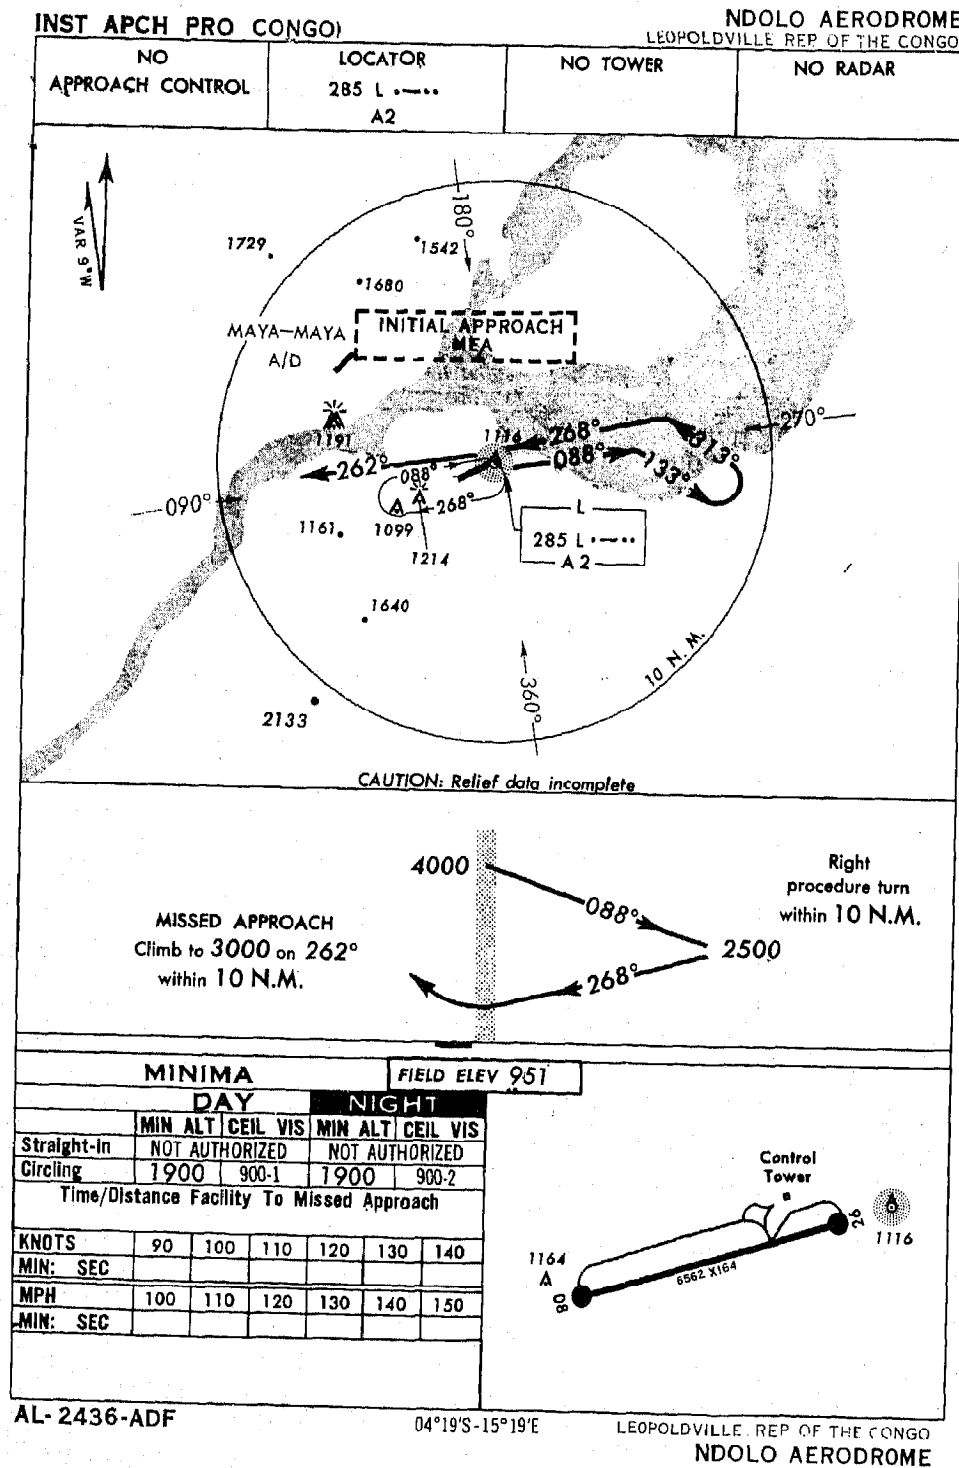 INST APCH PRO CONGO)
NDOLO AERODROME
LEOPOLDVILLE REP OF THE CONGO
NO
APPROACH CONTROL
LOCATOR
285 L •—••
A2
NO TOWER
NO RADAR
VAR 9°W
180°
1729
1542
1680
MAYA—MAYA
A/D
INITIAL APPROACH
MEA
1191
1116
268°
313°
270°
262°
088°
088°
133°
090°
268°
1161
1099
1214
L
285 L •—••
A2
1640
10 N.M.
360°
2133
CAUTION: Relief data incomplete
4000
088°
Right
procedure turn
within 10 N.M.
MISSED APPROACH
Climb to 3000 on 262°
within 10 N.M.
2500
268°
MINIMA
FIELD ELEV 951
DAY NIGHT
MIN ALT CEIL VIS MIN ALT CEIL VIS
Straight-in NOT AUTHORIZED NOT AUTHORIZED
Circling 1900 900-1 1900 900-2
Time/Distance Facility To Missed Approach
KNOTS 90 100 110 120 130 140
MIN: SEC
MPH 100 110 120 130 140 150
MIN: SEC
Control
Tower
26
1116
1164
6562 X164
08
AL-2436-ADF
04°19'S-15°19'E
LEOPOLDVILLE REP OF THE CONGO
NDOLO AERODROME